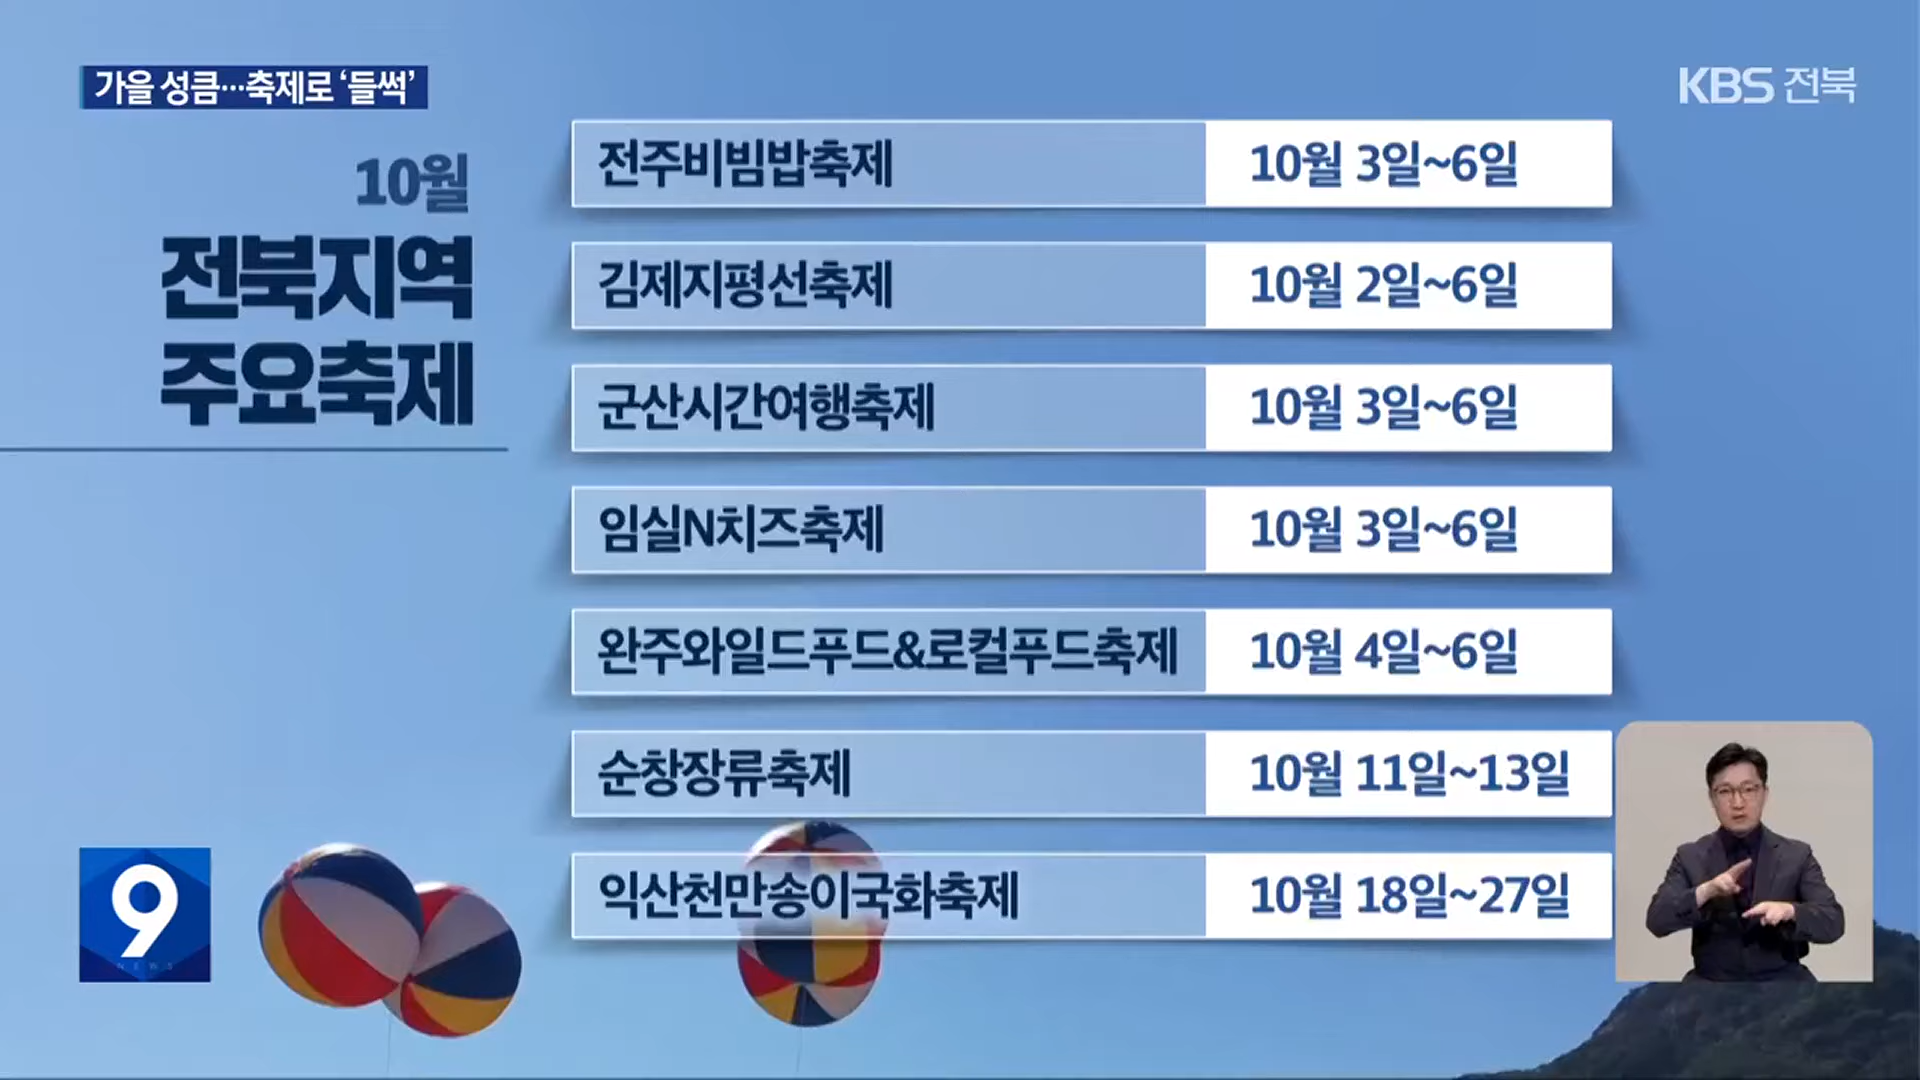 가을 성큼…축제로 ‘들썩’
KBS 전북
10월
전북지역
주요축제
전주비빔밥축제 10월 3일~6일
김제지평선축제 10월 2일~6일
군산시간여행축제 10월 3일~6일
임실N치즈축제 10월 3일~6일
완주와일드푸드&로컬푸드축제 10월 4일~6일
순창장류축제 10월 11일~13일
익산천만송이국화축제 10월 18일~27일
9
NEWS